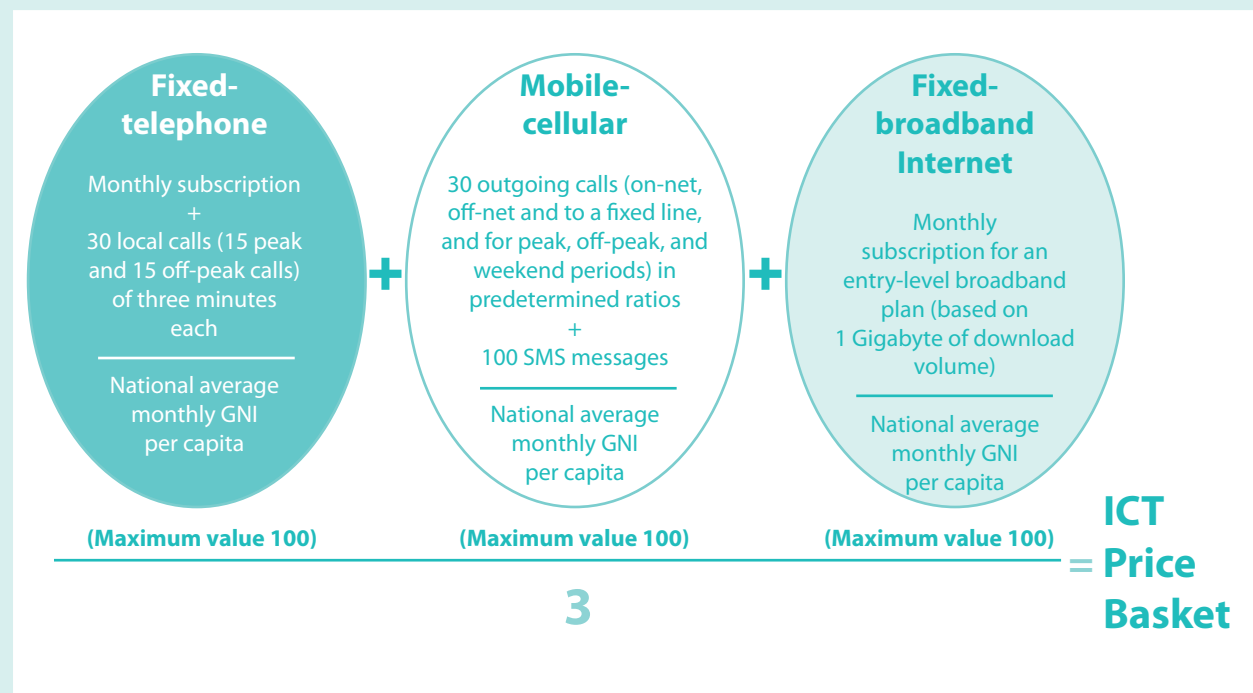 Fixed-
telephone
Monthly subscription
+
30 local calls (15 peak
and 15 off-peak calls)
of three minutes
each
National average
monthly GNI
per capita
(Maximum value 100)
+
Mobile-
cellular
30 outgoing calls (on-net,
off-net and to a fixed line,
and for peak, off-peak, and
weekend periods) in
predetermined ratios
+
100 SMS messages
National average
monthly GNI
per capita
(Maximum value 100)
+
Fixed-
broadband
Internet
Monthly
subscription for an
entry-level broadband
plan (based on
1 Gigabyte of download
volume)
National average
monthly GNI
per capita
(Maximum value 100)
3
=
ICT
Price
Basket